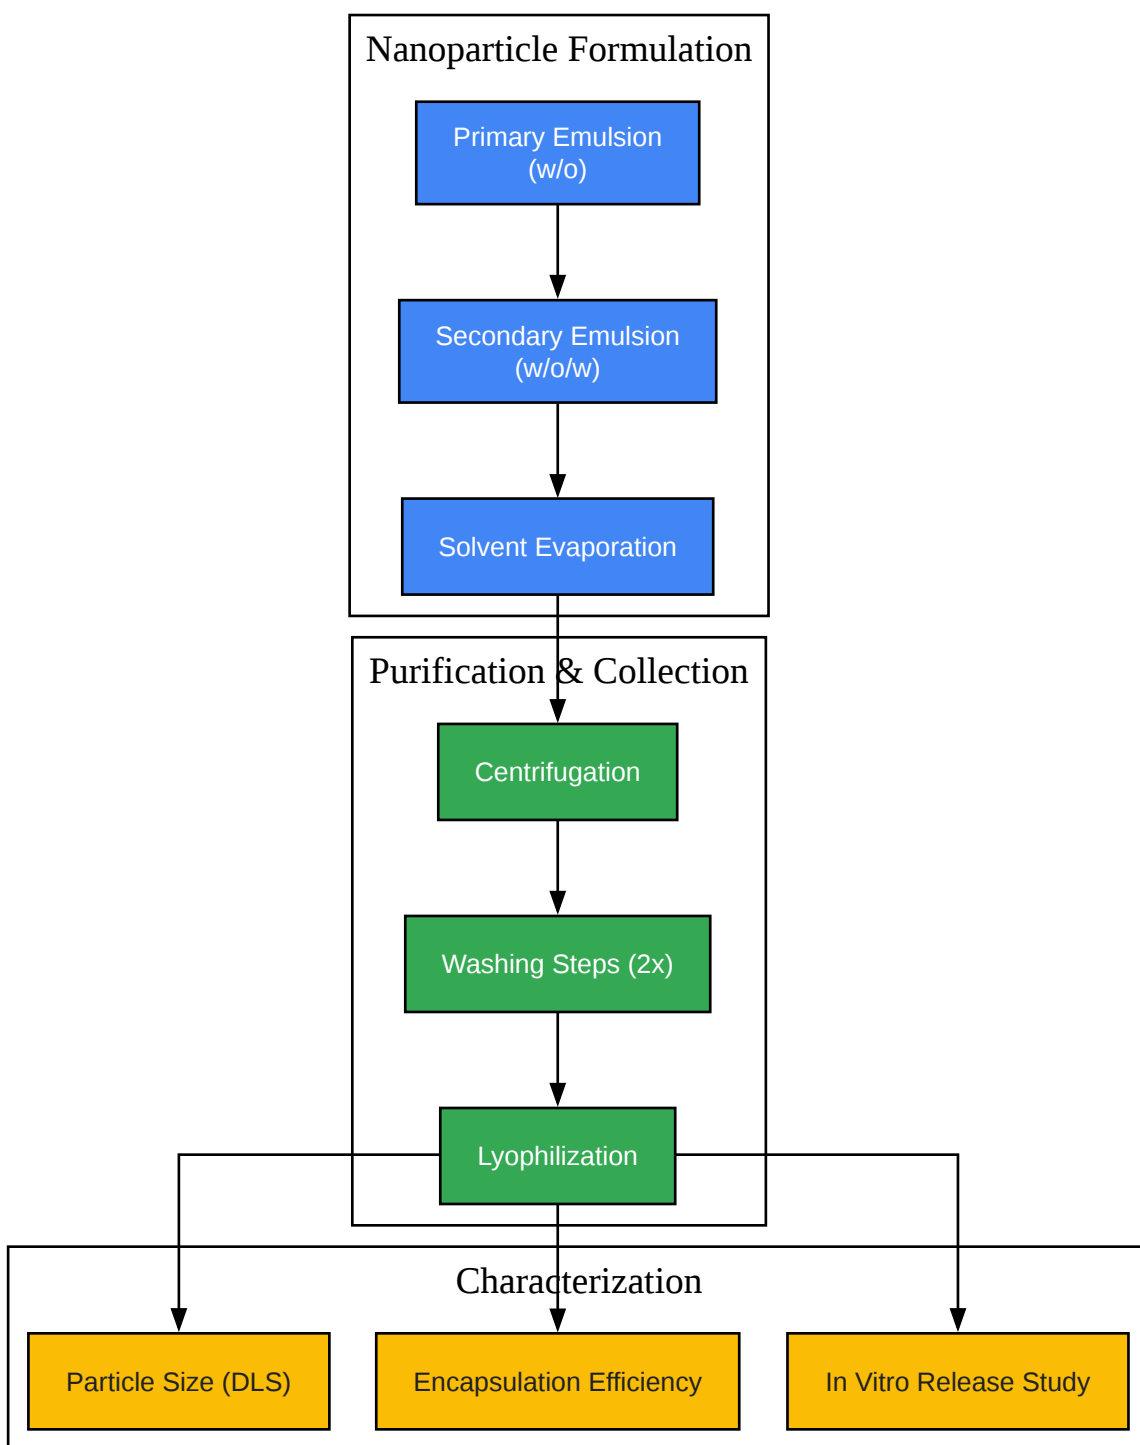 Nanoparticle Formulation
Primary Emulsion
(w/o)
Secondary Emulsion
(w/o/w)
Solvent Evaporation
Purification & Collection
Centrifugation
Washing Steps (2x)
Lyophilization
Characterization
Particle Size (DLS)
Encapsulation Efficiency
In Vitro Release Study